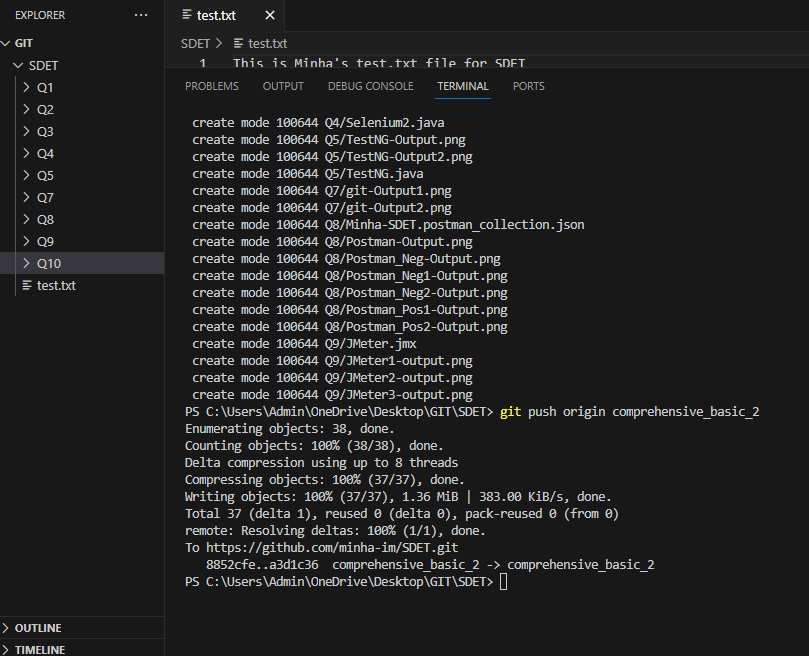 EXPLORER ...
GIT
SDET
Q1
Q2
Q3
Q4
Q5
Q7
Q8
Q9
Q10
test.txt
OUTLINE
TIMELINE
test.txt
SDET > test.txt
1 This is Minha's test.txt file for SDET
PROBLEMS OUTPUT DEBUG CONSOLE TERMINAL PORTS
create mode 100644 Q4/Selenium2.java
create mode 100644 Q5/TestNG-Output.png
create mode 100644 Q5/TestNG-Output2.png
create mode 100644 Q5/TestNG.java
create mode 100644 Q7/git-Output1.png
create mode 100644 Q7/git-Output2.png
create mode 100644 Q8/Minha-SDET.postman_collection.json
create mode 100644 Q8/Postman-Output.png
create mode 100644 Q8/Postman_Neg-Output.png
create mode 100644 Q8/Postman_Neg1-Output.png
create mode 100644 Q8/Postman_Neg2-Output.png
create mode 100644 Q8/Postman_Pos1-Output.png
create mode 100644 Q8/Postman_Pos2-Output.png
create mode 100644 Q9/JMeter.jmx
create mode 100644 Q9/JMeter1-output.png
create mode 100644 Q9/JMeter2-output.png
create mode 100644 Q9/JMeter3-output.png
PS C:\Users\Admin\OneDrive\Desktop\GIT\SDET> git push origin comprehensive_basic_2
Enumerating objects: 38, done.
Counting objects: 100% (38/38), done.
Delta compression using up to 8 threads
Compressing objects: 100% (37/37), done.
Writing objects: 100% (37/37), 1.36 MiB | 383.00 KiB/s, done.
Total 37 (delta 1), reused 0 (delta 0), pack-reused 0 (from 0)
remote: Resolving deltas: 100% (1/1), done.
To https://github.com/minha-im/SDET.git
8852cfe..a3d1c36 comprehensive_basic_2 -> comprehensive_basic_2
PS C:\Users\Admin\OneDrive\Desktop\GIT\SDET>